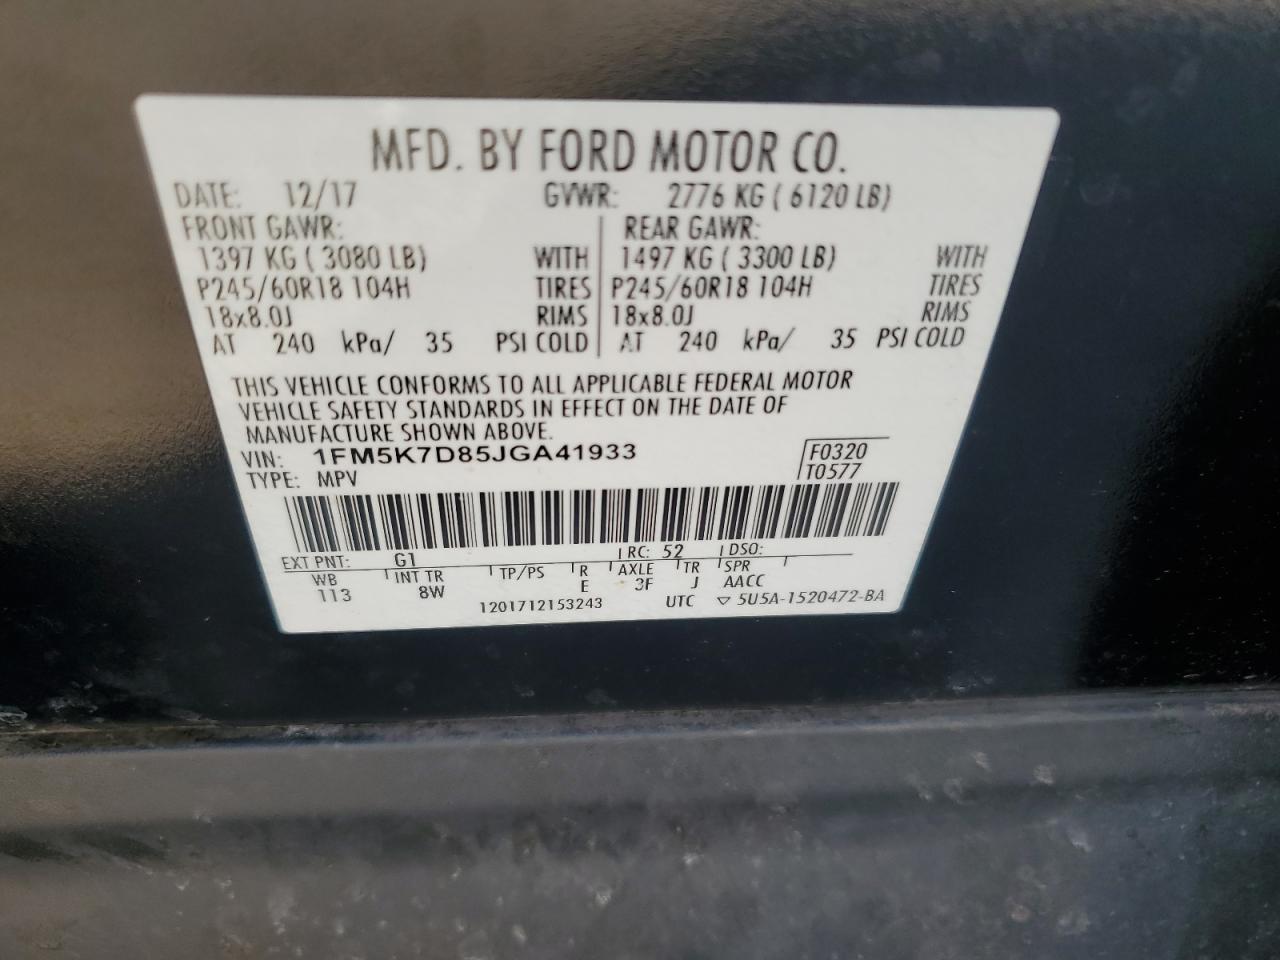 MFD. BY FORD MOTOR CO.
DATE: 12/17 GVWR: 2776 KG ( 6120 LB)
FRONT GAWR: REAR GAWR:
1397 KG ( 3080 LB) WITH 1497 KG ( 3300 LB) WITH
P245/60R18 104H TIRES P245/60R18 104H TIRES
18x8.0J RIMS 18x8.0J RIMS
AT 240 kPa/ 35 PSI COLD AT 240 kPa/ 35 PSI COLD
THIS VEHICLE CONFORMS TO ALL APPLICABLE FEDERAL MOTOR
VEHICLE SAFETY STANDARDS IN EFFECT ON THE DATE OF
MANUFACTURE SHOWN ABOVE.
VIN: 1FM5K7D85JGA41933 F0320
TYPE: MPV T0577
EXT PNT: G1 RC: 52 DSO:
WB INT TR TP/PS R AXLE TR SPR
113 8W E 3F J AACC
1201712153243 UTC ▽ 5U5A-1520472-BA